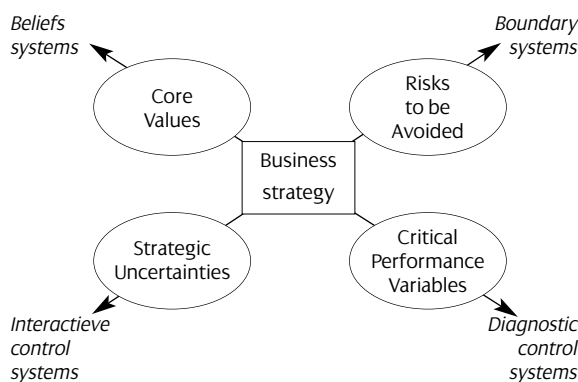 Beliefs
systems
Boundary
systems
Core
Values
Risks
to be
Avoided
Business
strategy
Strategic
Uncertainties
Critical
Performance
Variables
Interactieve
control
systems
Diagnostic
control
systems